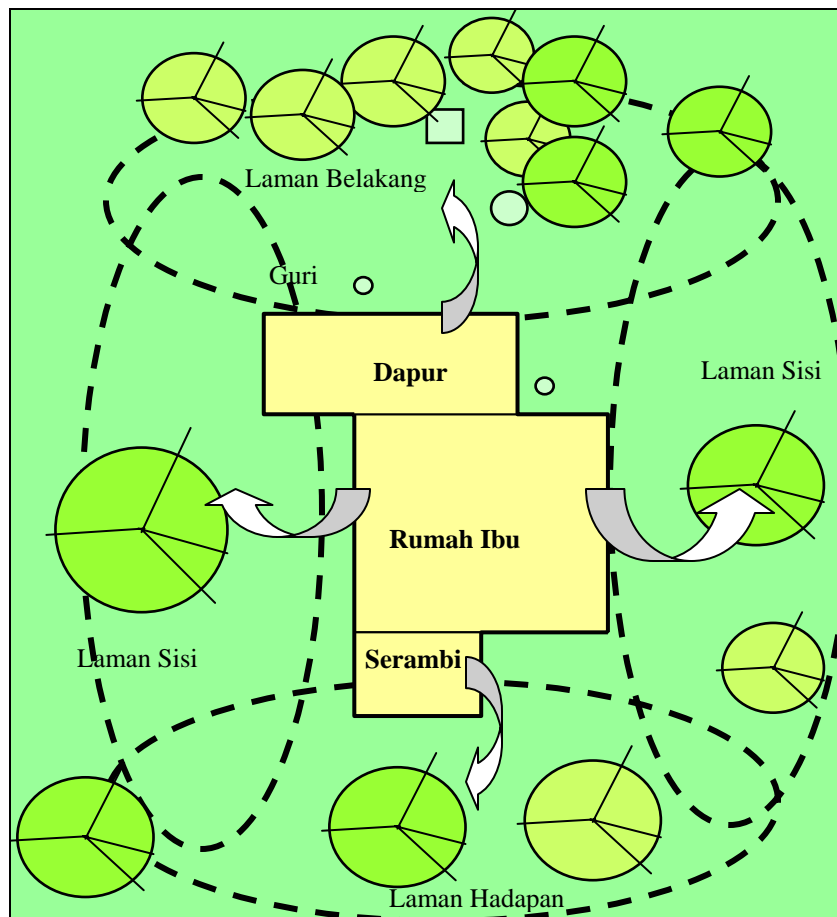 Laman Belakang
Guri
Dapur
Laman Sisi
Rumah Ibu
Laman Sisi
Serambi
Laman Hadapan